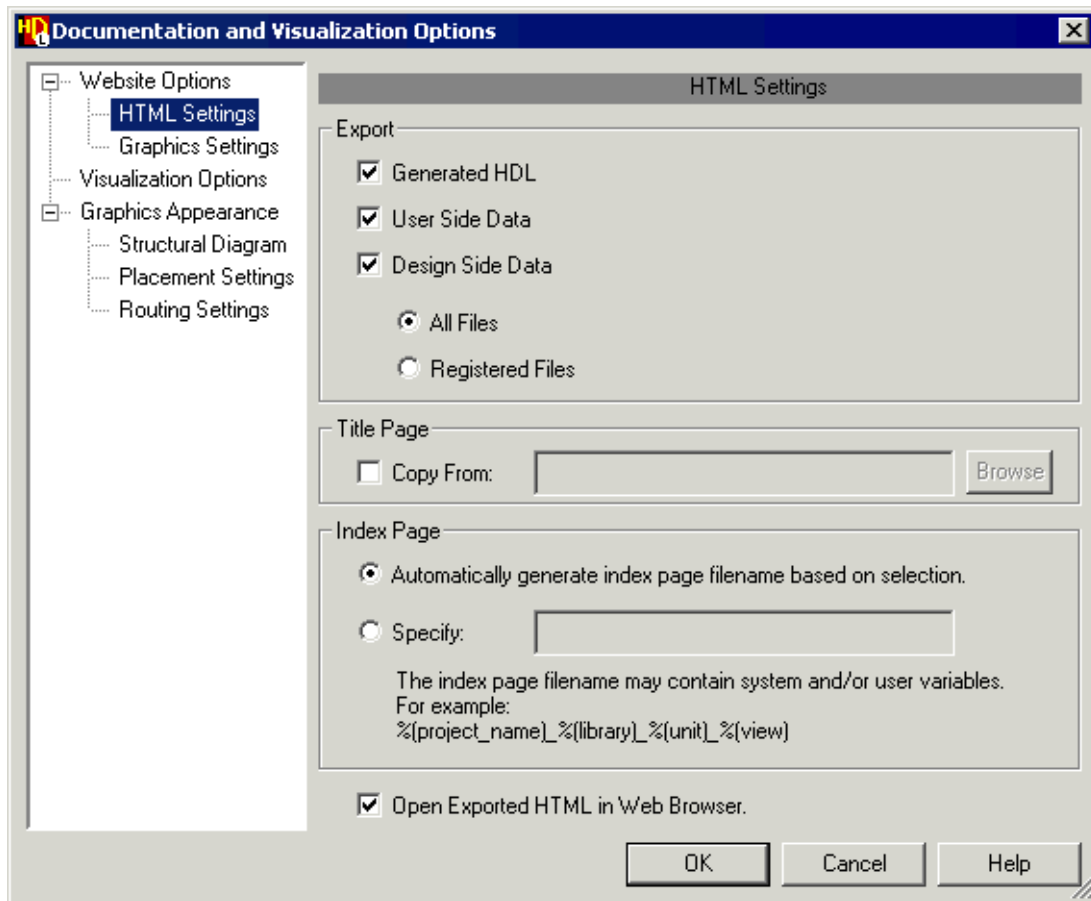 HDL Documentation and Visualization Options
Website Options
HTML Settings
Graphics Settings
Visualization Options
Graphics Appearance
Structural Diagram
Placement Settings
Routing Settings
HTML Settings
Export
Generated HDL
User Side Data
Design Side Data
All Files
Registered Files
Title Page
Copy From:
Browse
Index Page
Automatically generate index page filename based on selection.
Specify:
The index page filename may contain system and/or user variables.
For example:
%(project_name)_%(library)_%(unit)_%(view)
Open Exported HTML in Web Browser.
OK Cancel Help